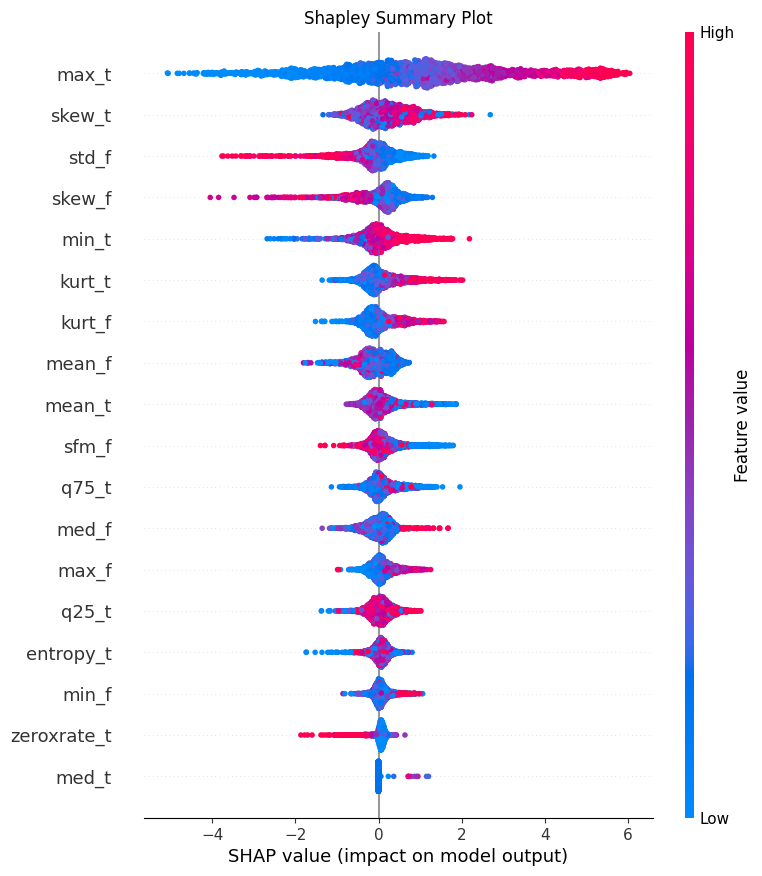 Shapley Summary Plot
High
max_t
skew_t
std_f
skew_f
min_t
kurt_t
kurt_f
mean_f
mean_t
sfm_f
q75_t
med_f
max_f
q25_t
entropy_t
min_f
zeroxrate_t
med_t
Feature value
Low
−4 −2 0 2 4 6
SHAP value (impact on model output)